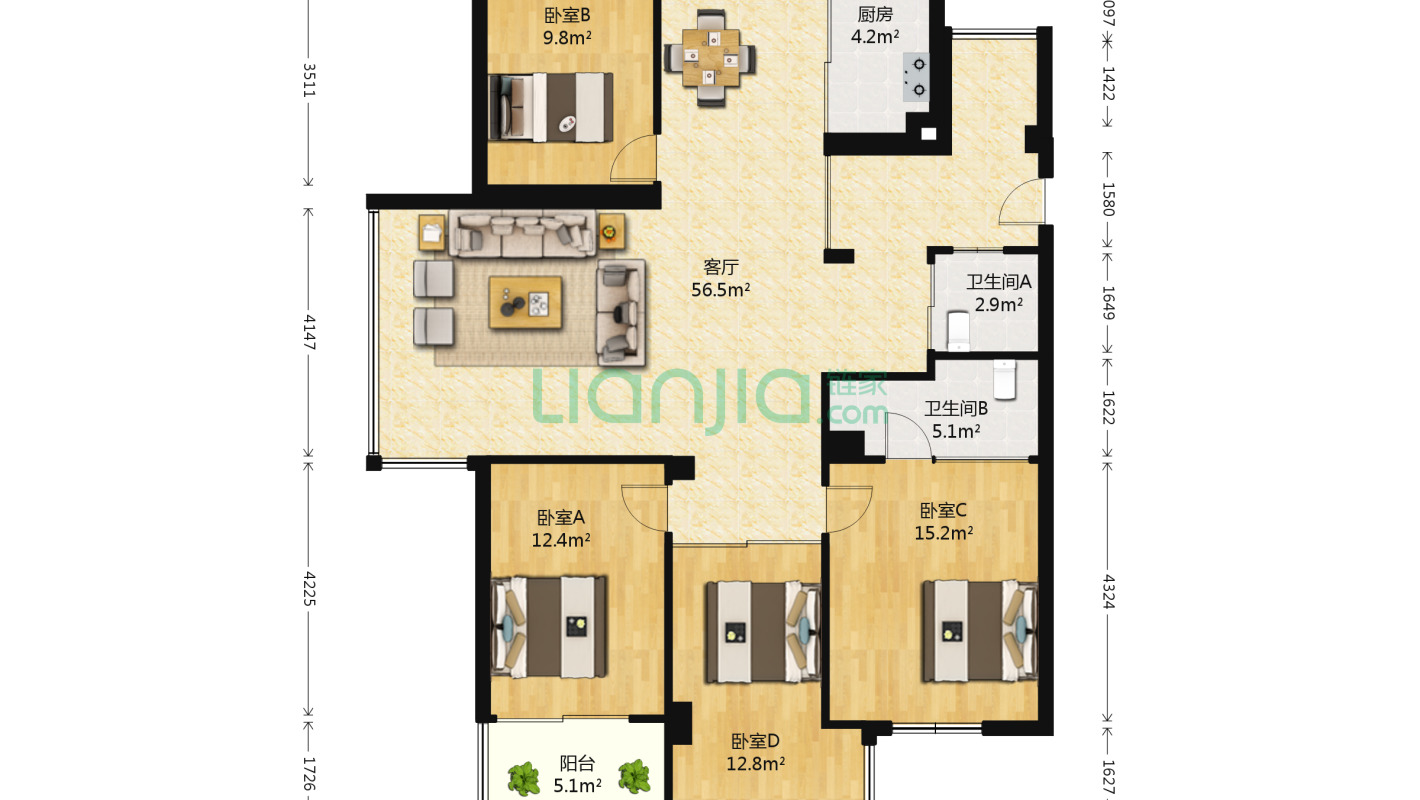 卧室B
9.8m²
厨房
4.2m²
097
1422
1580
1649
1622
4324
1627
3511
4147
4225
1726
客厅
56.5m²
卫生间A
2.9m²
Lianjia.com
链家
卫生间B
5.1m²
卧室A
12.4m²
卧室C
15.2m²
卧室D
12.8m²
阳台
5.1m²